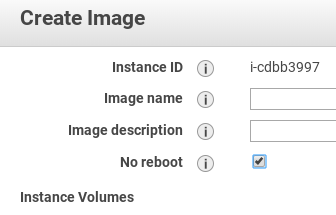 Create Image
Instance ID i i-cdbb3997
Image name i
Image description i
No reboot i
Instance Volumes